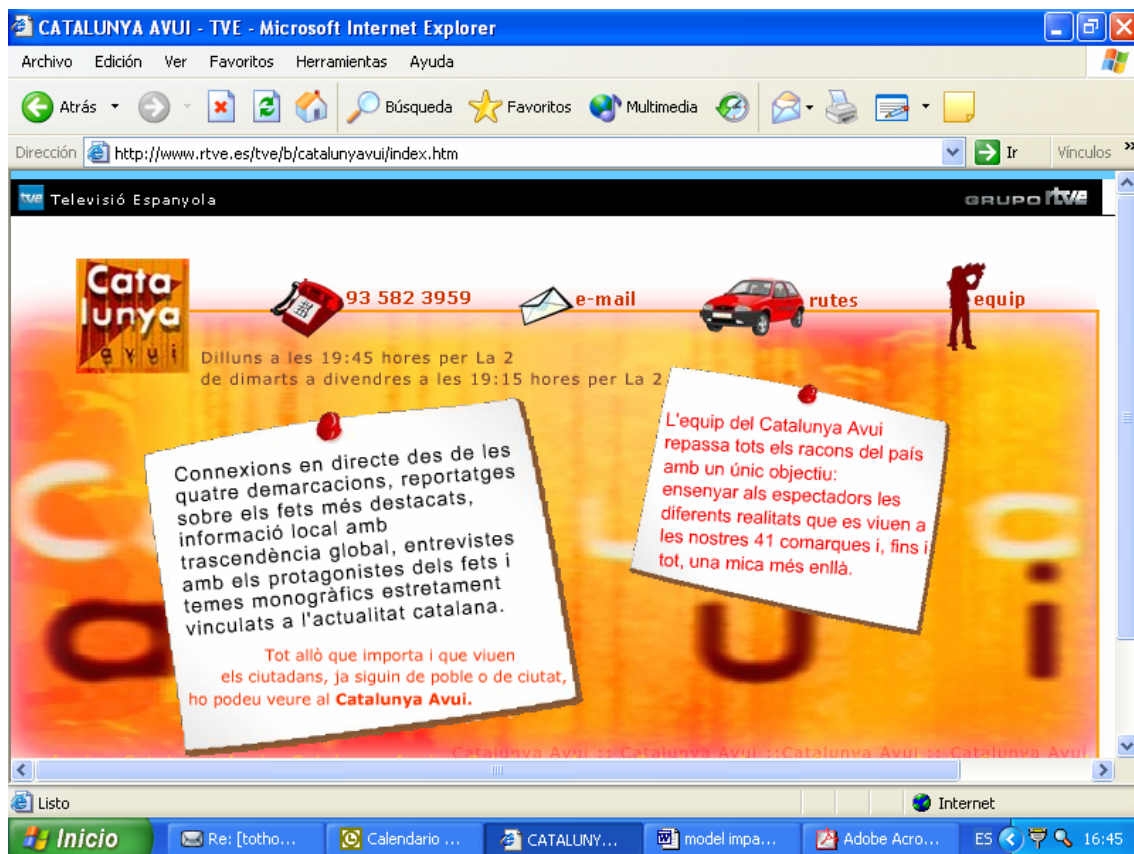 CATALUNYA AVUI - TVE - Microsoft Internet Explorer
Archivo Edición Ver Favoritos Herramientas Ayuda
Atrás Búsqueda Favoritos Multimedia
Dirección http://www.rtve.es/tve/b/catalunyavui/index.htm Ir Vínculos »
tve Televisió Espanyola GRUPO rtve
Cata
lunya
avui
93 582 3959 e-mail rutes equip
Dilluns a les 19:45 hores per La 2
de dimarts a divendres a les 19:15 hores per La 2
Connexions en directe des de les
quatre demarcacions, reportatges
sobre els fets més destacats,
informació local amb
trascendència global, entrevistes
amb els protagonistes dels fets i
temes monogràfics estretament
vinculats a l'actualitat catalana.
Tot allò que importa i que viuen
els ciutadans, ja siguin de poble o de ciutat,
ho podeu veure al Catalunya Avui.
L'equip del Catalunya Avui
repassa tots els racons del país
amb un únic objectiu:
ensenyar als espectadors les
diferents realitats que es viuen a
les nostres 41 comarques i, fins i
tot, una mica més enllà.
a u i
Catalunya Avui :: Catalunya Avui ::Catalunya Avui :: Catalunya Avui
Listo Internet
Inicio Re: [totho... Calendario ... CATALUNY... model impa... Adobe Acro... ES 16:45